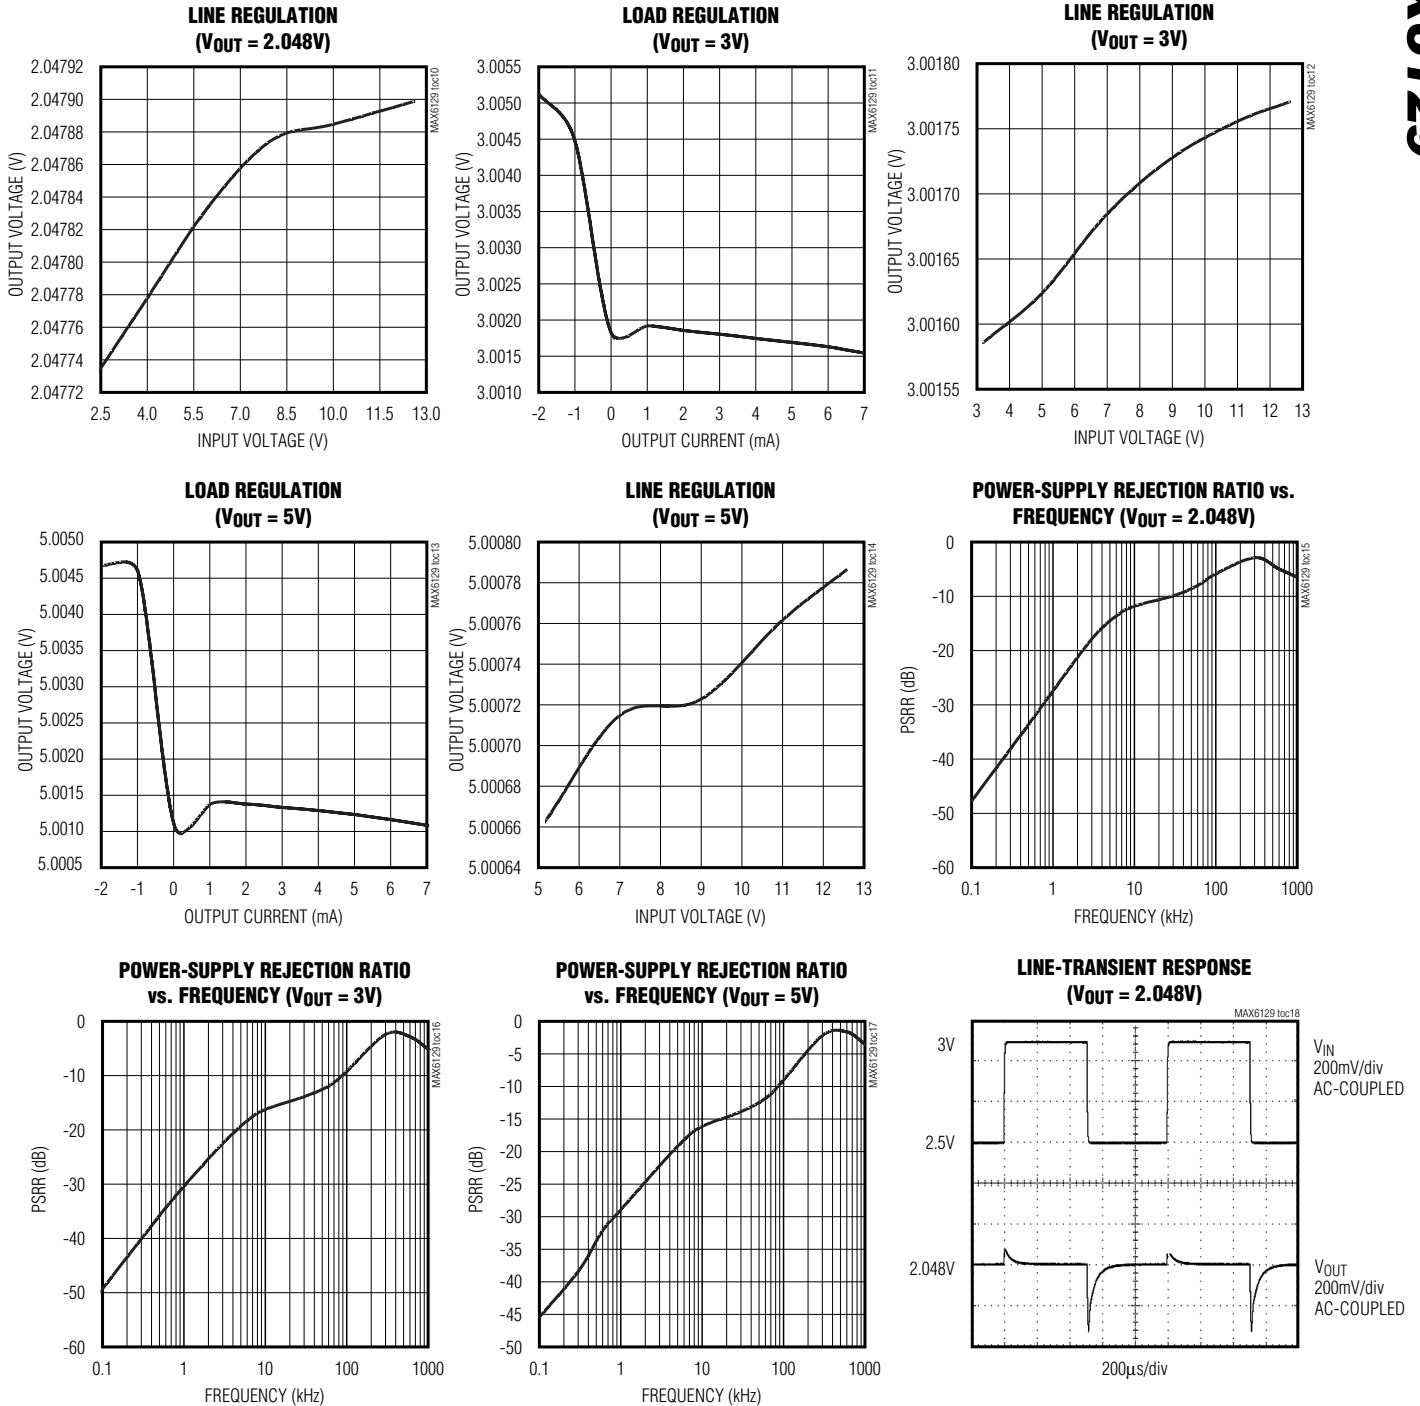 LINE REGULATION
(VOUT = 2.048V)
2.04792
2.04790
2.04788
2.04786
2.04784
2.04782
2.04780
2.04778
2.04776
2.04774
2.04772
OUTPUT VOLTAGE (V)
2.5 4.0 5.5 7.0 8.5 10.0 11.5 13.0
INPUT VOLTAGE (V)
MAX6129 toc10
LOAD REGULATION
(VOUT = 3V)
3.0055
3.0050
3.0045
3.0040
3.0035
3.0030
3.0025
3.0020
3.0015
3.0010
OUTPUT VOLTAGE (V)
-2 -1 0 1 2 3 4 5 6 7
OUTPUT CURRENT (mA)
MAX6129 toc11
LINE REGULATION
(VOUT = 3V)
3.00180
3.00175
3.00170
3.00165
3.00160
3.00155
OUTPUT VOLTAGE (V)
3 4 5 6 7 8 9 10 11 12 13
INPUT VOLTAGE (V)
MAX6129 toc12
LOAD REGULATION
(VOUT = 5V)
5.0050
5.0045
5.0040
5.0035
5.0030
5.0025
5.0020
5.0015
5.0010
5.0005
OUTPUT VOLTAGE (V)
-2 -1 0 1 2 3 4 5 6 7
OUTPUT CURRENT (mA)
MAX6129 toc13
LINE REGULATION
(VOUT = 5V)
5.00080
5.00078
5.00076
5.00074
5.00072
5.00070
5.00068
5.00066
5.00064
OUTPUT VOLTAGE (V)
5 6 7 8 9 10 11 12 13
INPUT VOLTAGE (V)
MAX6129 toc14
POWER-SUPPLY REJECTION RATIO vs.
FREQUENCY (VOUT = 2.048V)
0
-10
-20
-30
-40
-50
-60
PSRR (dB)
0.1 1 10 100 1000
FREQUENCY (kHz)
MAX6129 toc15
POWER-SUPPLY REJECTION RATIO
vs. FREQUENCY (VOUT = 3V)
0
-10
-20
-30
-40
-50
-60
PSRR (dB)
0.1 1 10 100 1000
FREQUENCY (kHz)
MAX6129 toc16
POWER-SUPPLY REJECTION RATIO
vs. FREQUENCY (VOUT = 5V)
0
-5
-10
-15
-20
-25
-30
-35
-40
-45
-50
PSRR (dB)
0.1 1 10 100 1000
FREQUENCY (kHz)
MAX6129 toc17
LINE-TRANSIENT RESPONSE
(VOUT = 2.048V)
MAX6129 toc18
3V
2.5V
2.048V
VIN
200mV/div
AC-COUPLED
VOUT
200mV/div
AC-COUPLED
200µs/div